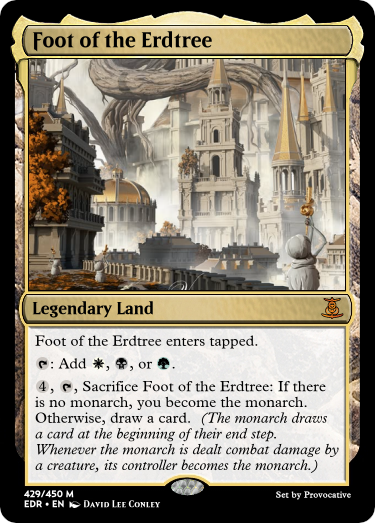 Foot of the Erdtree
Legendary Land
Foot of the Erdtree enters tapped.
: Add , , or .
4, , Sacrifice Foot of the Erdtree: If there
is no monarch, you become the monarch.
Otherwise, draw a card. (The monarch draws
a card at the beginning of their end step.
Whenever the monarch is dealt combat damage by
a creature, its controller becomes the monarch.)
429/450 M
EDR • EN David Lee Conley
Set by Provocative